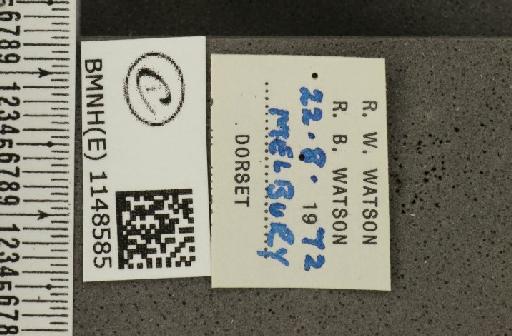 BMNH(E) 1148585
R. W. WATSON
R. B. WATSON
22.8.1972
MELBURY
DORSET